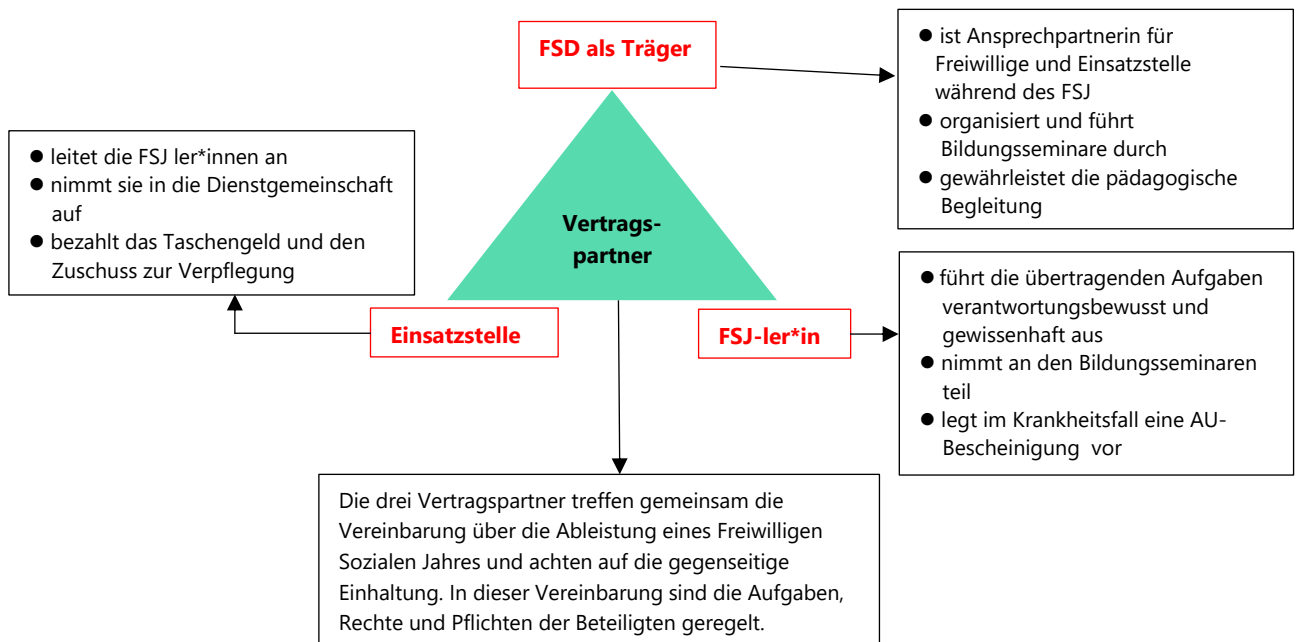 FSD als Träger
● ist Ansprechpartnerin für
Freiwillige und Einsatzstelle
während des FSJ
● organisiert und führt
Bildungsseminare durch
● gewährleistet die pädagogische
Begleitung
● leitet die FSJ ler*innen an
● nimmt sie in die Dienstgemeinschaft
auf
● bezahlt das Taschengeld und den
Zuschuss zur Verpflegung
Vertrags-
partner
Einsatzstelle
FSJ-ler*in
● führt die übertragenden Aufgaben
verantwortungsbewusst und
gewissenhaft aus
● nimmt an den Bildungsseminaren
teil
● legt im Krankheitsfall eine AU-
Bescheinigung vor
Die drei Vertragspartner treffen gemeinsam die
Vereinbarung über die Ableistung eines Freiwilligen
Sozialen Jahres und achten auf die gegenseitige
Einhaltung. In dieser Vereinbarung sind die Aufgaben,
Rechte und Pflichten der Beteiligten geregelt.